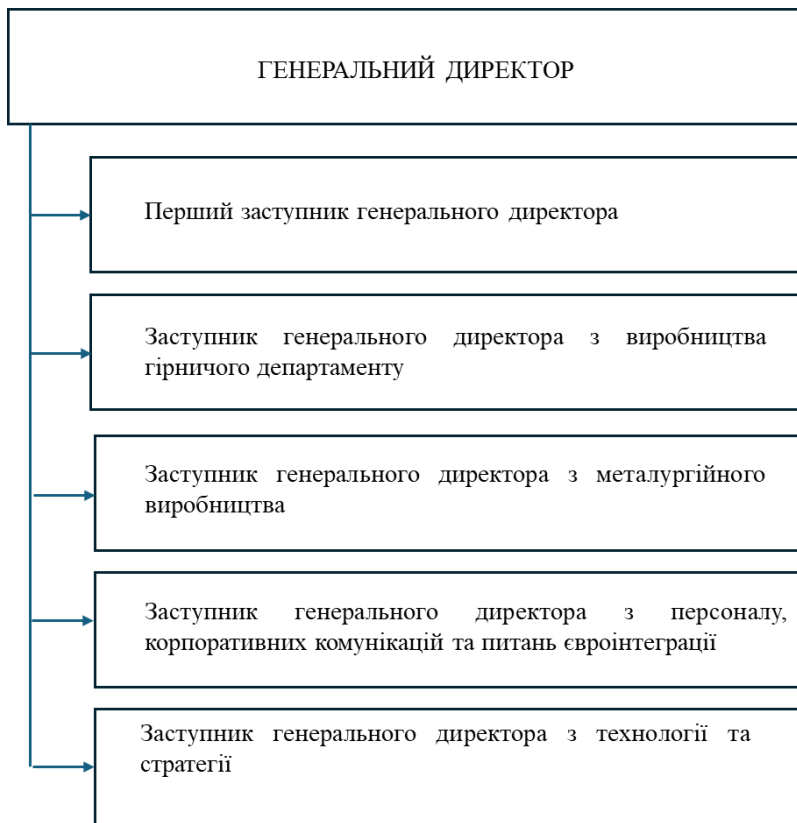 ГЕНЕРАЛЬНИЙ ДИРЕКТОР
Перший заступник генерального директора
Заступник генерального директора з виробництва
гірничого департаменту
Заступник генерального директора з металургійного
виробництва
Заступник генерального директора з персоналу,
корпоративних комунікацій та питань євроінтеграції
Заступник генерального директора з технології та
стратегії